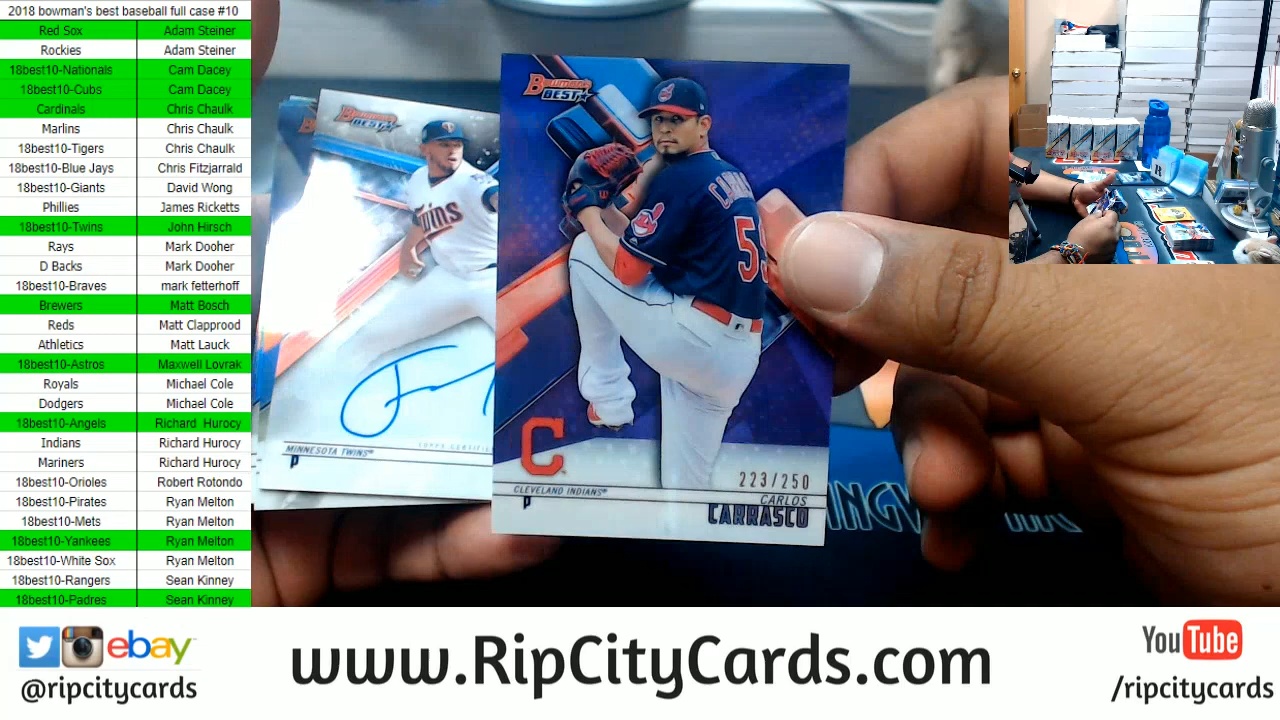 2018 bowman's best baseball full case #10
Red Sox Adam Steiner
Rockies Adam Steiner
18best10-Nationals Cam Dacey
18best10-Cubs Cam Dacey
Cardinals Chris Chaulk
Marlins Chris Chaulk
18best10-Tigers Chris Chaulk
18best10-Blue Jays Chris Fitzjarrald
18best10-Giants David Wong
Phillies James Ricketts
18best10-Twins John Hirsch
Rays Mark Dooher
D Backs Mark Dooher
18best10-Braves mark fetterhoff
Brewers Matt Bosch
Reds Matt Clapprood
Athletics Matt Lauck
18best10-Astros Maxwell Lovrak
Royals Michael Cole
Dodgers Michael Cole
18best10-Angels Richard Hurocy
Indians Richard Hurocy
Mariners Richard Hurocy
18best10-Orioles Robert Rotondo
18best10-Pirates Ryan Melton
18best10-Mets Ryan Melton
18best10-Yankees Ryan Melton
18best10-White Sox Ryan Melton
18best10-Rangers Sean Kinney
18best10-Padres Sean Kinney
Bowman's
BEST
MINNESOTA TWINS®
P
Bowman's
BEST
C
223/250
CLEVELAND INDIANS®
P
CARLOS
CARRASCO
ebay
@ripcitycards
www.RipCityCards.com
YouTube
/ripcitycards